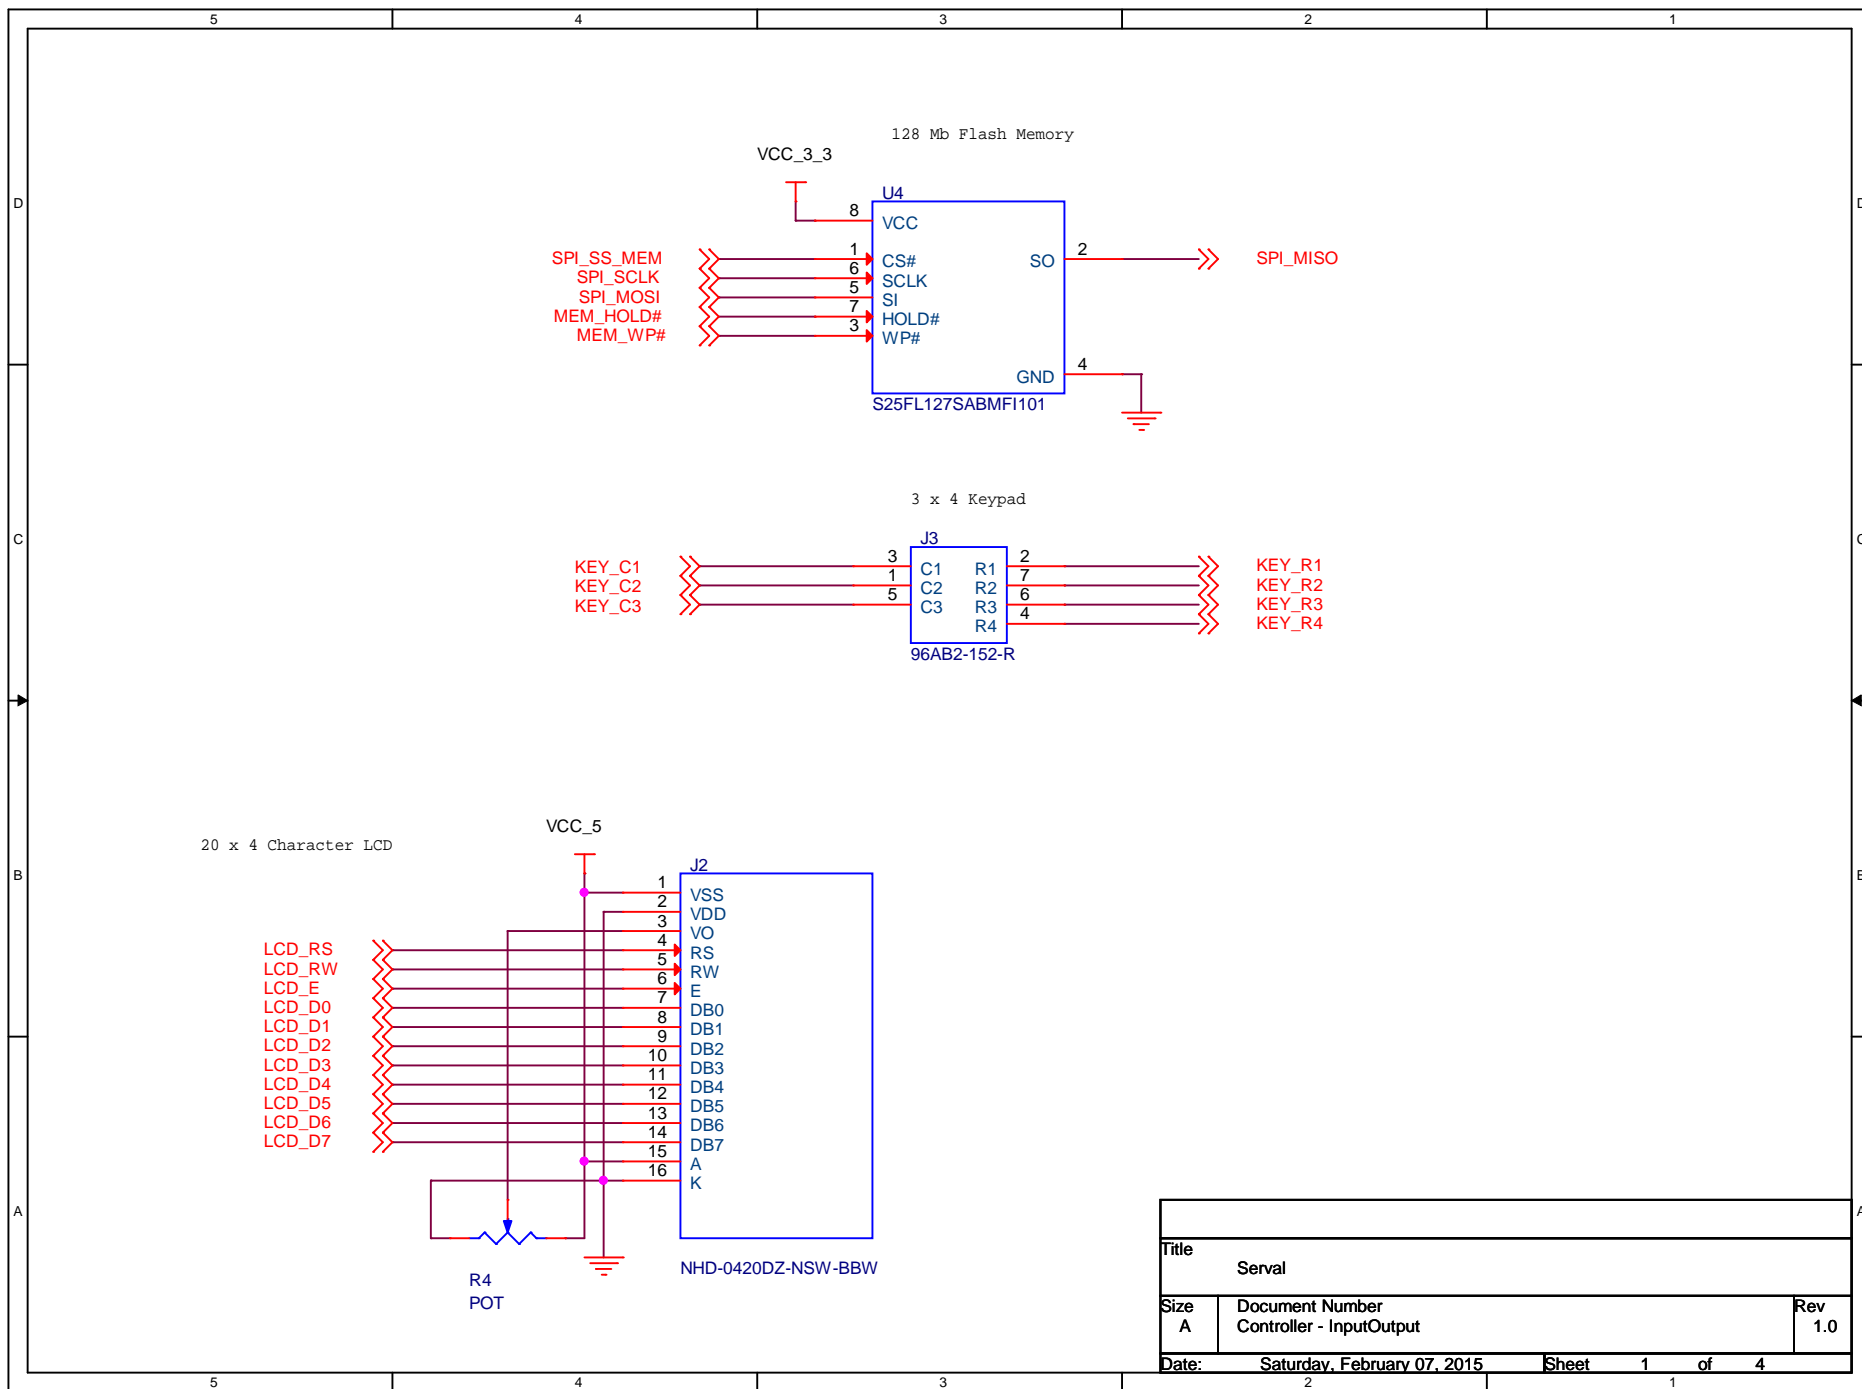 5 4 3 2 1
128 Mb Flash Memory
VCC_3_3
U4
D
8 VCC
SPI_SS_MEM 1 CS# SO 2 SPI_MISO
SPI_SCLK 6 SCLK
SPI_MOSI 5 SI
MEM_HOLD# 7 HOLD#
MEM_WP# 3 WP#
GND 4
S25FL127SABMFI101
3 x 4 Keypad
J3
C
KEY_C1 3 C1 R1 2 KEY_R1
KEY_C2 1 C2 R2 7 KEY_R2
KEY_C3 5 C3 R3 6 KEY_R3
R4 4 KEY_R4
96AB2-152-R
VCC_5
20 x 4 Character LCD
J2
B
1 VSS
2 VDD
3 VO
LCD_RS 4 RS
LCD_RW 5 RW
LCD_E 6 E
LCD_D0 7 DB0
LCD_D1 8 DB1
LCD_D2 9 DB2
LCD_D3 10 DB3
LCD_D4 11 DB4
LCD_D5 12 DB5
LCD_D6 13 DB6
LCD_D7 14 DB7
15 A
16 K
A
NHD-0420DZ-NSW-BBW
R4
POT
Title
Serval
Size Document Number Rev
A Controller - InputOutput 1.0
Date: Saturday, February 07, 2015 Sheet 1 of 4
5 4 3 2 1